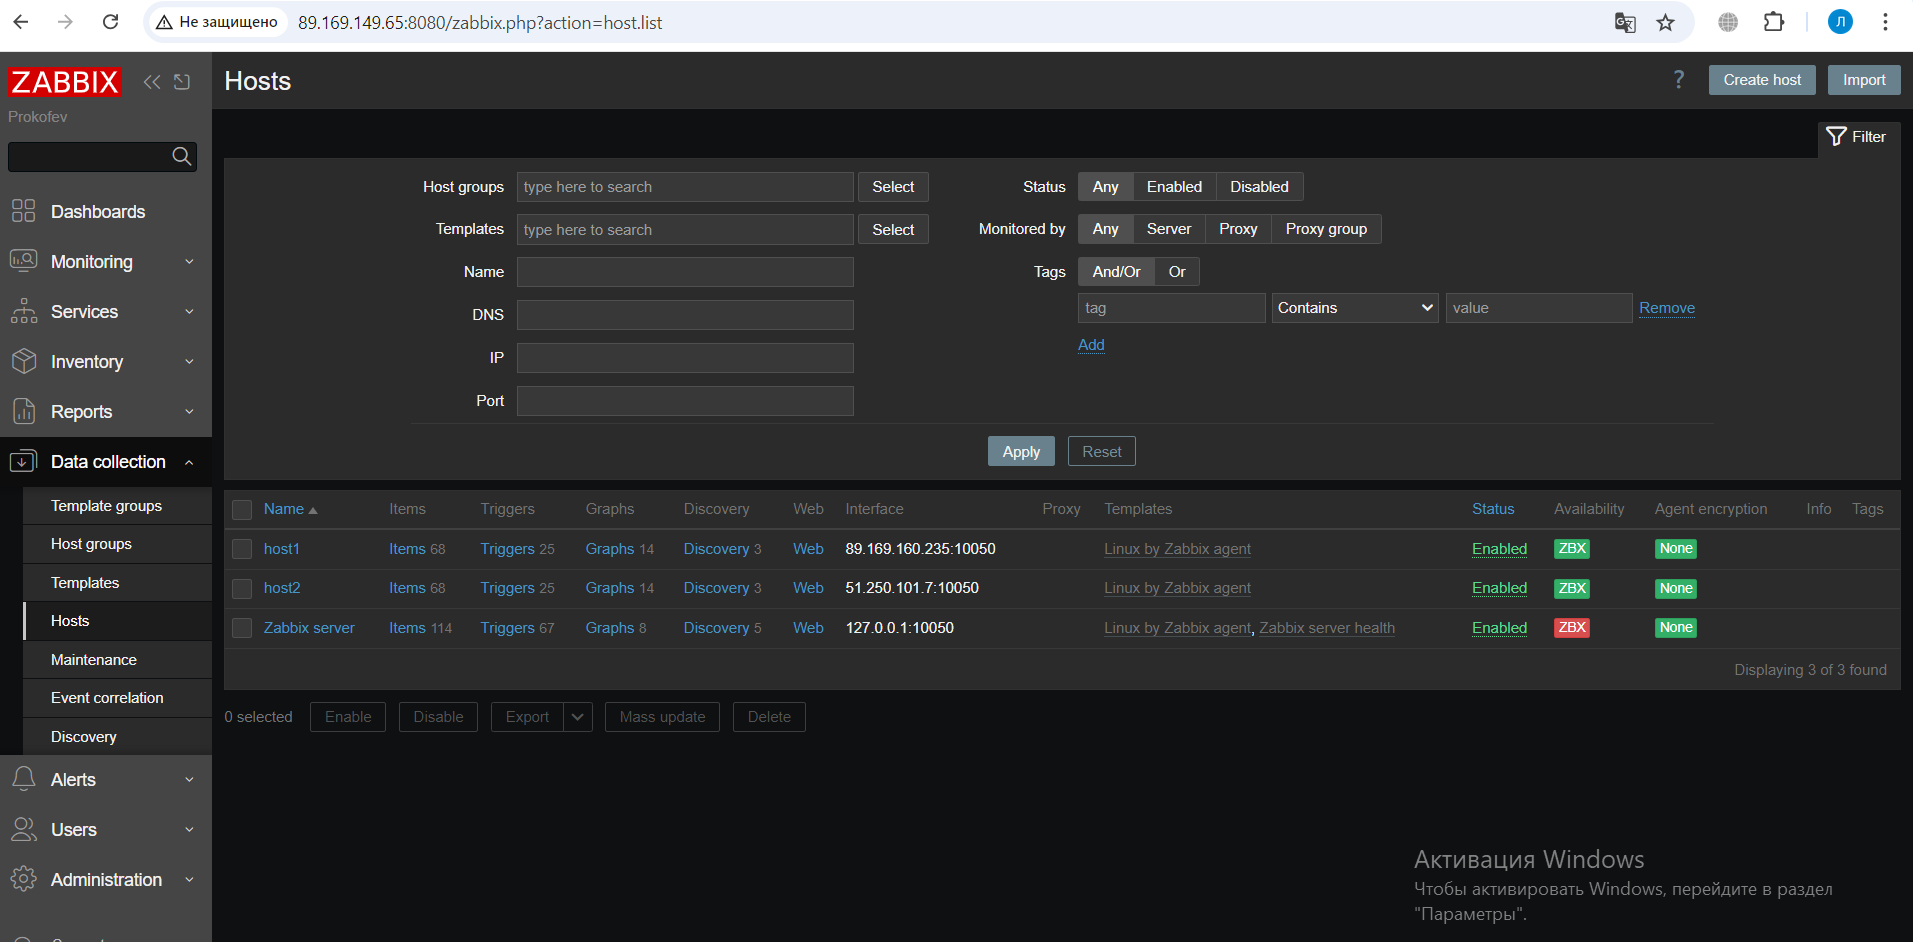 Не защищено 89.169.149.65:8080/zabbix.php?action=host.list Л
ZABBIX
Prokofev
Dashboards
Monitoring
Services
Inventory
Reports
Data collection
Template groups
Host groups
Templates
Hosts
Maintenance
Event correlation
Discovery
Alerts
Users
Administration
Hosts ? Create host Import
Filter
Host groups type here to search Select
Templates type here to search Select
Name
DNS
IP
Port
Status Any Enabled Disabled
Monitored by Any Server Proxy Proxy group
Tags And/Or Or
tag Contains value Remove
Add
Apply Reset
Name Items Triggers Graphs Discovery Web Interface Proxy Templates Status Availability Agent encryption Info Tags
host1 Items 68 Triggers 25 Graphs 14 Discovery 3 Web 89.169.160.235:10050 Linux by Zabbix agent Enabled ZBX None
host2 Items 68 Triggers 25 Graphs 14 Discovery 3 Web 51.250.101.7:10050 Linux by Zabbix agent Enabled ZBX None
Zabbix server Items 114 Triggers 67 Graphs 8 Discovery 5 Web 127.0.0.1:10050 Linux by Zabbix agent, Zabbix server health Enabled ZBX None
Displaying 3 of 3 found
0 selected Enable Disable Export Mass update Delete
Активация Windows
Чтобы активировать Windows, перейдите в раздел
"Параметры".